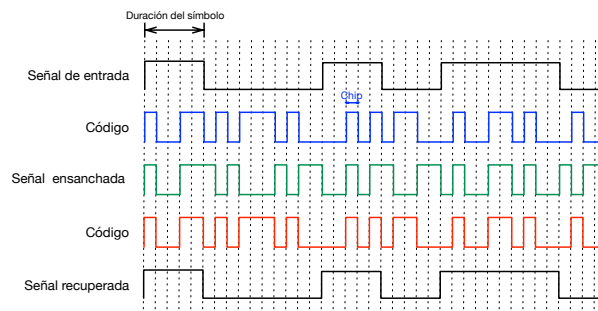 Duración del símbolo
Señal de entrada
Chip
Código
Señal ensanchada
Código
Señal recuperada